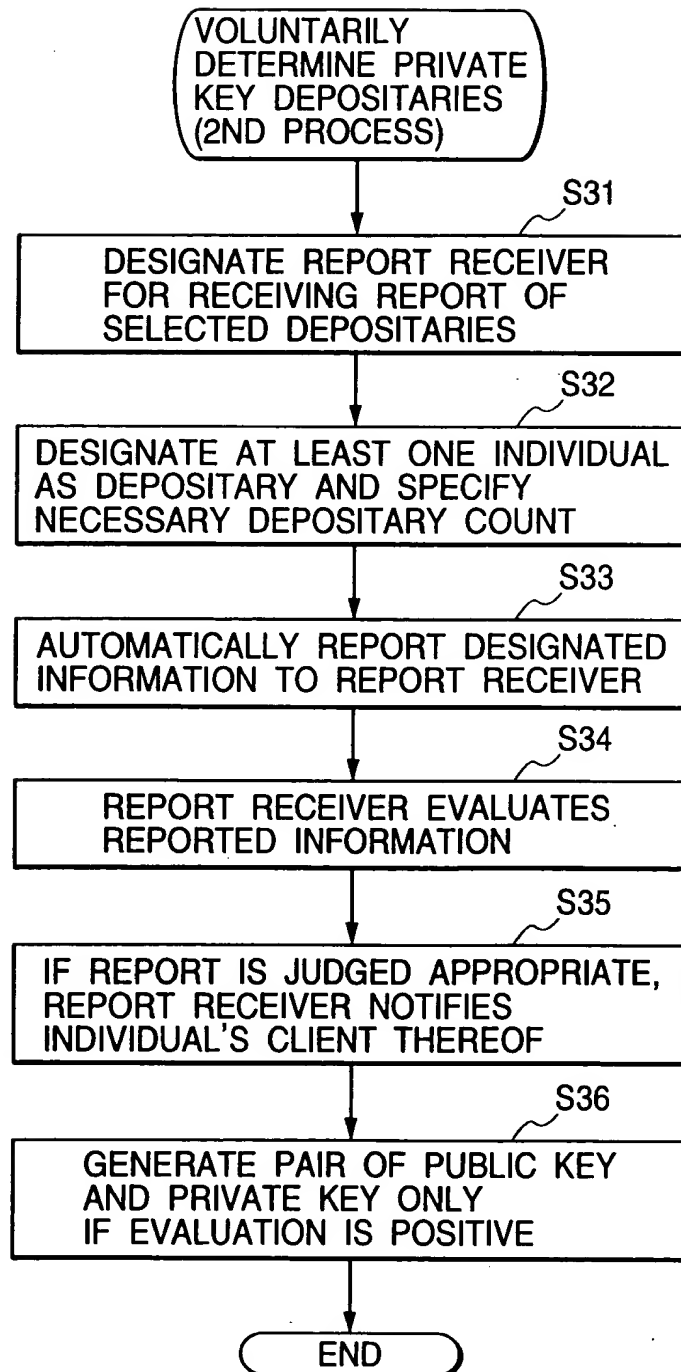 VOLUNTARILY
DETERMINE PRIVATE
KEY DEPOSITARIES
(2ND PROCESS)
S31
DESIGNATE REPORT RECEIVER
FOR RECEIVING REPORT OF
SELECTED DEPOSITARIES
S32
DESIGNATE AT LEAST ONE INDIVIDUAL
AS DEPOSITARY AND SPECIFY
NECESSARY DEPOSITARY COUNT
S33
AUTOMATICALLY REPORT DESIGNATED
INFORMATION TO REPORT RECEIVER
S34
REPORT RECEIVER EVALUATES
REPORTED INFORMATION
S35
IF REPORT IS JUDGED APPROPRIATE,
REPORT RECEIVER NOTIFIES
INDIVIDUAL'S CLIENT THEREOF
S36
GENERATE PAIR OF PUBLIC KEY
AND PRIVATE KEY ONLY
IF EVALUATION IS POSITIVE
END